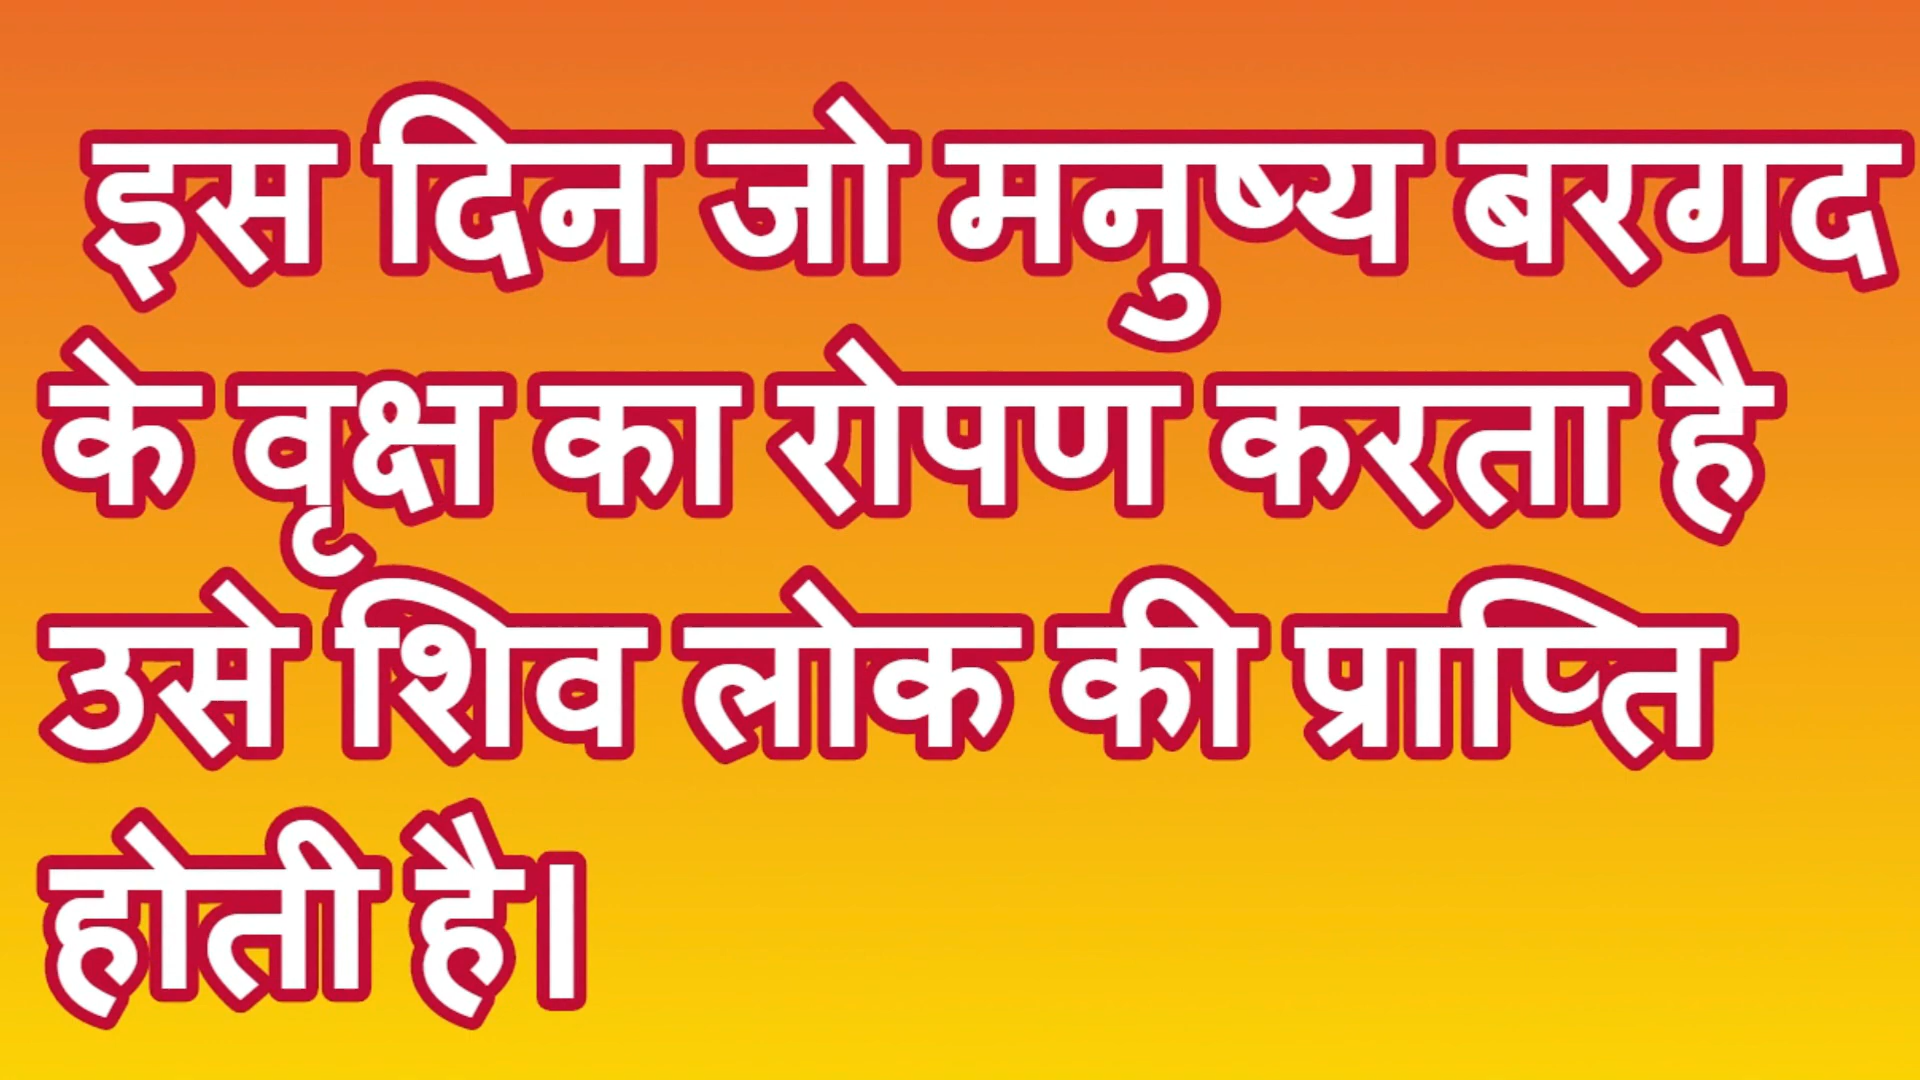 इस दिन जो मनुष्य बरगद
के वृक्ष का रोपण करता है
उसे शिव लोक की प्राप्ति
होती है।